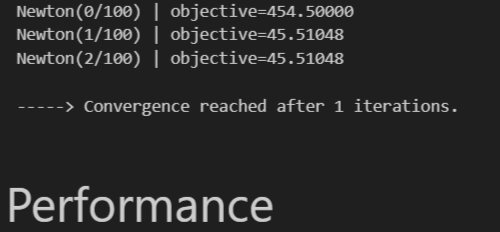 Newton(0/100) | objective=454.50000
Newton(1/100) | objective=45.51048
Newton(2/100) | objective=45.51048
-----> Convergence reached after 1 iterations.
Performance